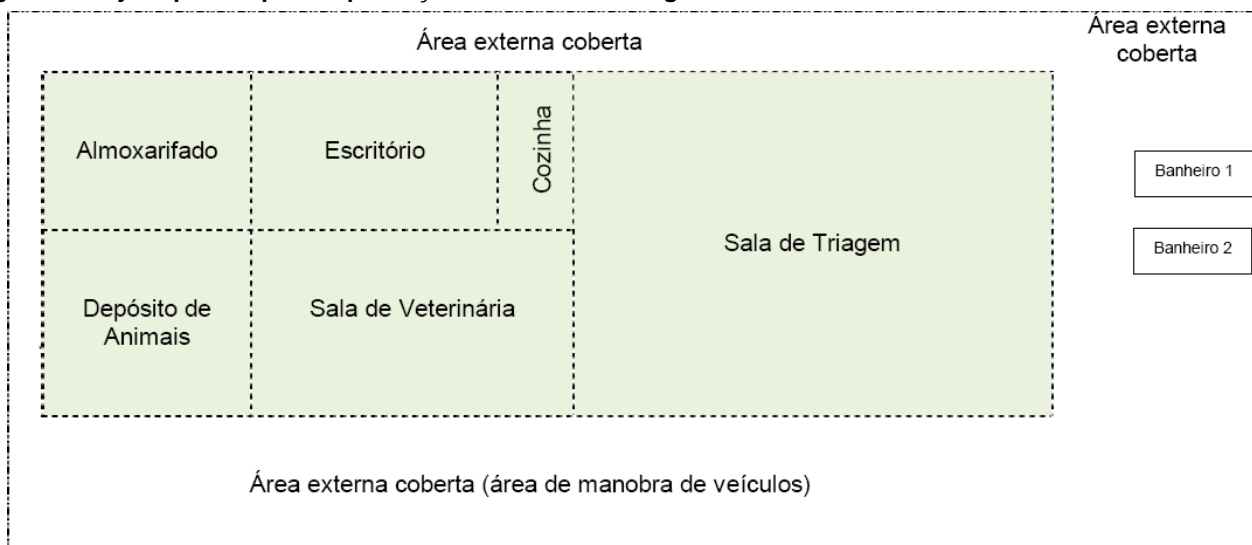 Área externa coberta
Área externa
coberta
Almoxarifado
Escritório
Cozinha
Sala de Triagem
Banheiro 1
Banheiro 2
Depósito de
Animais
Sala de Veterinária
Área externa coberta (área de manobra de veículos)